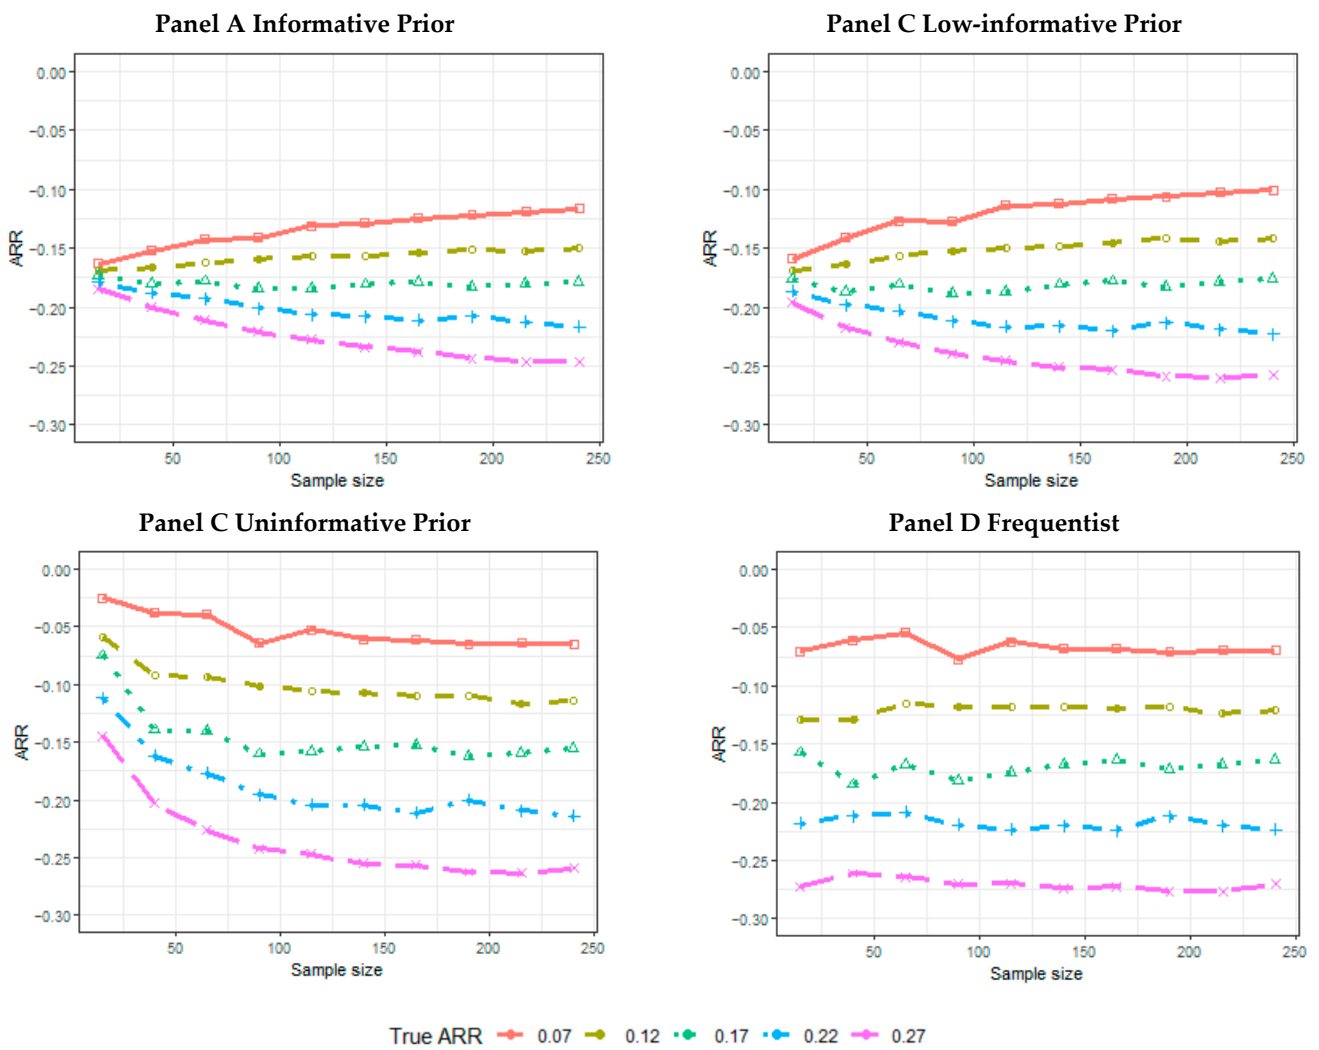 Panel A Informative Prior
0.00
−0.05
−0.10
−0.15
−0.20
−0.25
−0.30
ARR
50 100 150 200 250
Sample size
Panel C Low-informative Prior
0.00
−0.05
−0.10
−0.15
−0.20
−0.25
−0.30
ARR
50 100 150 200 250
Sample size
Panel C Uninformative Prior
0.00
−0.05
−0.10
−0.15
−0.20
−0.25
−0.30
ARR
50 100 150 200 250
Sample size
Panel D Frequentist
0.00
−0.05
−0.10
−0.15
−0.20
−0.25
−0.30
ARR
50 100 150 200 250
Sample size
True ARR 0.07 0.12 0.17 0.22 0.27